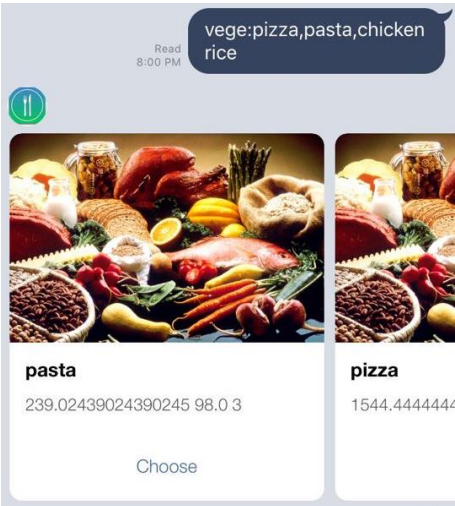 vege:pizza,pasta,chicken
rice
Read
8:00 PM
pasta
239.02439024390245 98.0 3
Choose
pizza
1544.4444444